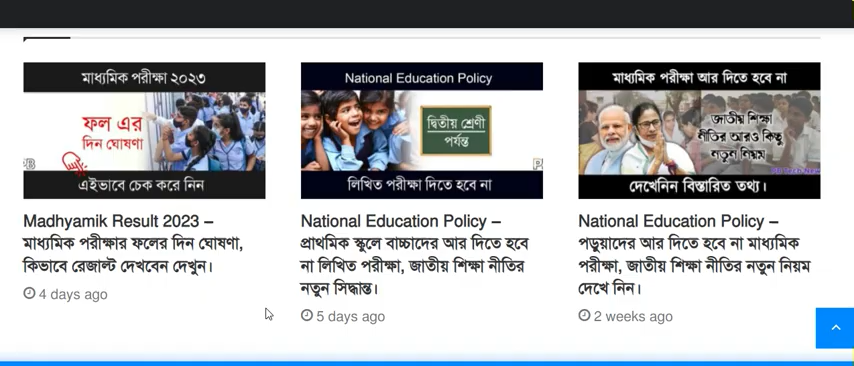 মাধ্যমিক পরীক্ষা ২০২৩
ফল এর
দিন ঘোষণা
এইভাবে চেক করে নিন
Madhyamik Result 2023 –
মাধ্যমিক পরীক্ষার ফলের দিন ঘোষণা,
কিভাবে রেজাল্ট দেখবেন দেখুন।
4 days ago
National Education Policy
দ্বিতীয় শ্রেণী
পর্যন্ত
লিখিত পরীক্ষা দিতে হবে না
National Education Policy –
প্রাথমিক স্কুলে বাচ্চাদের আর দিতে হবে
না লিখিত পরীক্ষা, জাতীয় শিক্ষা নীতির
নতুন সিদ্ধান্ত।
5 days ago
মাধ্যমিক পরীক্ষা আর দিতে হবে না
জাতীয় শিক্ষা
নীতির আরও কিছু
নতুন নিয়ম
দেখেনিন বিস্তারিত তথ্য।
National Education Policy –
পড়ুয়াদের আর দিতে হবে না মাধ্যমিক
পরীক্ষা, জাতীয় শিক্ষা নীতির নতুন নিয়ম
দেখে নিন।
2 weeks ago